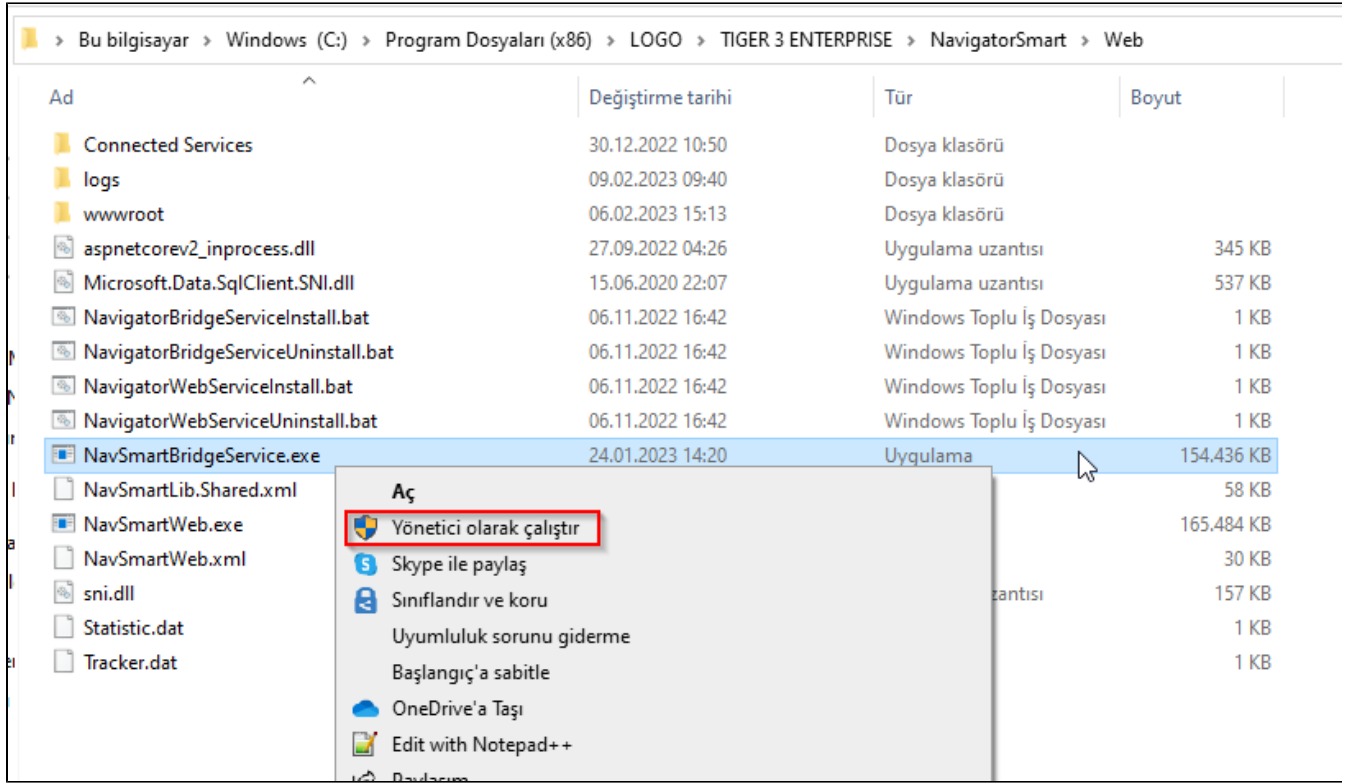 > Bu bilgisayar > Windows (C:) > Program Dosyaları (x86) > LOGO > TIGER 3 ENTERPRISE > NavigatorSmart > Web
Ad Değiştirme tarihi Tür Boyut
Connected Services 30.12.2022 10:50 Dosya klasörü
logs 09.02.2023 09:40 Dosya klasörü
wwwroot 06.02.2023 15:13 Dosya klasörü
aspnetcorev2_inprocess.dll 27.09.2022 04:26 Uygulama uzantısı 345 KB
Microsoft.Data.SqlClient.SNI.dll 15.06.2020 22:07 Uygulama uzantısı 537 KB
NavigatorBridgeServiceInstall.bat 06.11.2022 16:42 Windows Toplu İş Dosyası 1 KB
NavigatorBridgeServiceUninstall.bat 06.11.2022 16:42 Windows Toplu İş Dosyası 1 KB
NavigatorWebServiceInstall.bat 06.11.2022 16:42 Windows Toplu İş Dosyası 1 KB
NavigatorWebServiceUninstall.bat 06.11.2022 16:42 Windows Toplu İş Dosyası 1 KB
NavSmartBridgeService.exe 24.01.2023 14:20 Uygulama 154.436 KB
NavSmartLib.Shared.xml 58 KB
NavSmartWeb.exe 165.484 KB
NavSmartWeb.xml 30 KB
sni.dll zantısı 157 KB
Statistic.dat 1 KB
Tracker.dat 1 KB
Aç
Yönetici olarak çalıştır
Skype ile paylaş
Sınıflandır ve koru
Uyumluluk sorunu giderme
Başlangıç'a sabitle
OneDrive'a Taşı
Edit with Notepad++